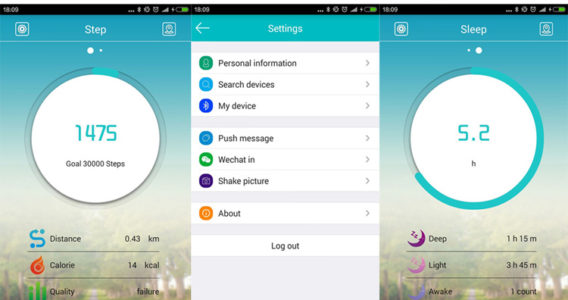 18:09
Step
1475
Goal 30000 Steps
Distance 0.43 km
Calorie 14 kcal
Quality failure
18:09
Settings
Personal information
Search devices
My device
Push message
Wechat in
Shake picture
About
Log out
18:09
Sleep
5.2
h
Deep 1 h 15 m
Light 3 h 45 m
Awake 1 count